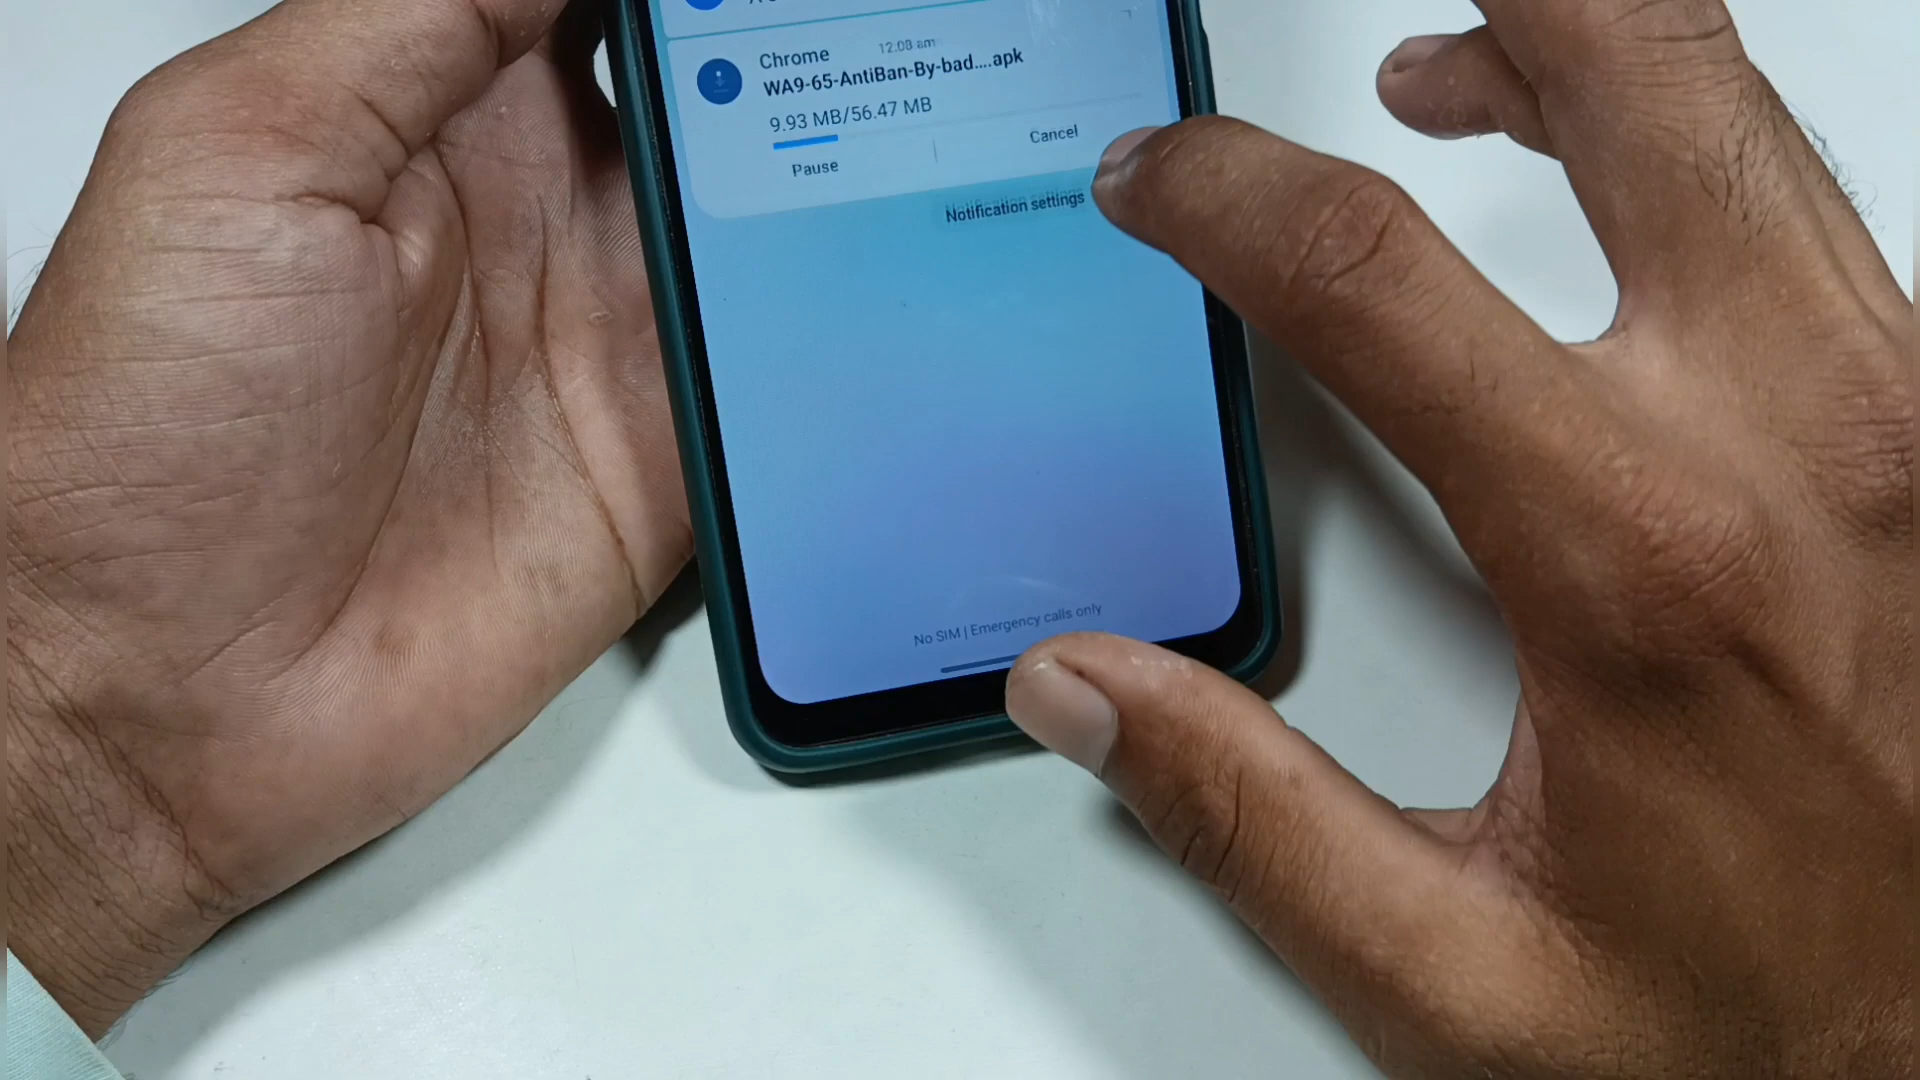 Chrome 12:08 am
WA9-65-AntiBan-By-bad....apk
9.93 MB/56.47 MB
Pause
Cancel
Notification settings
No SIM | Emergency calls only